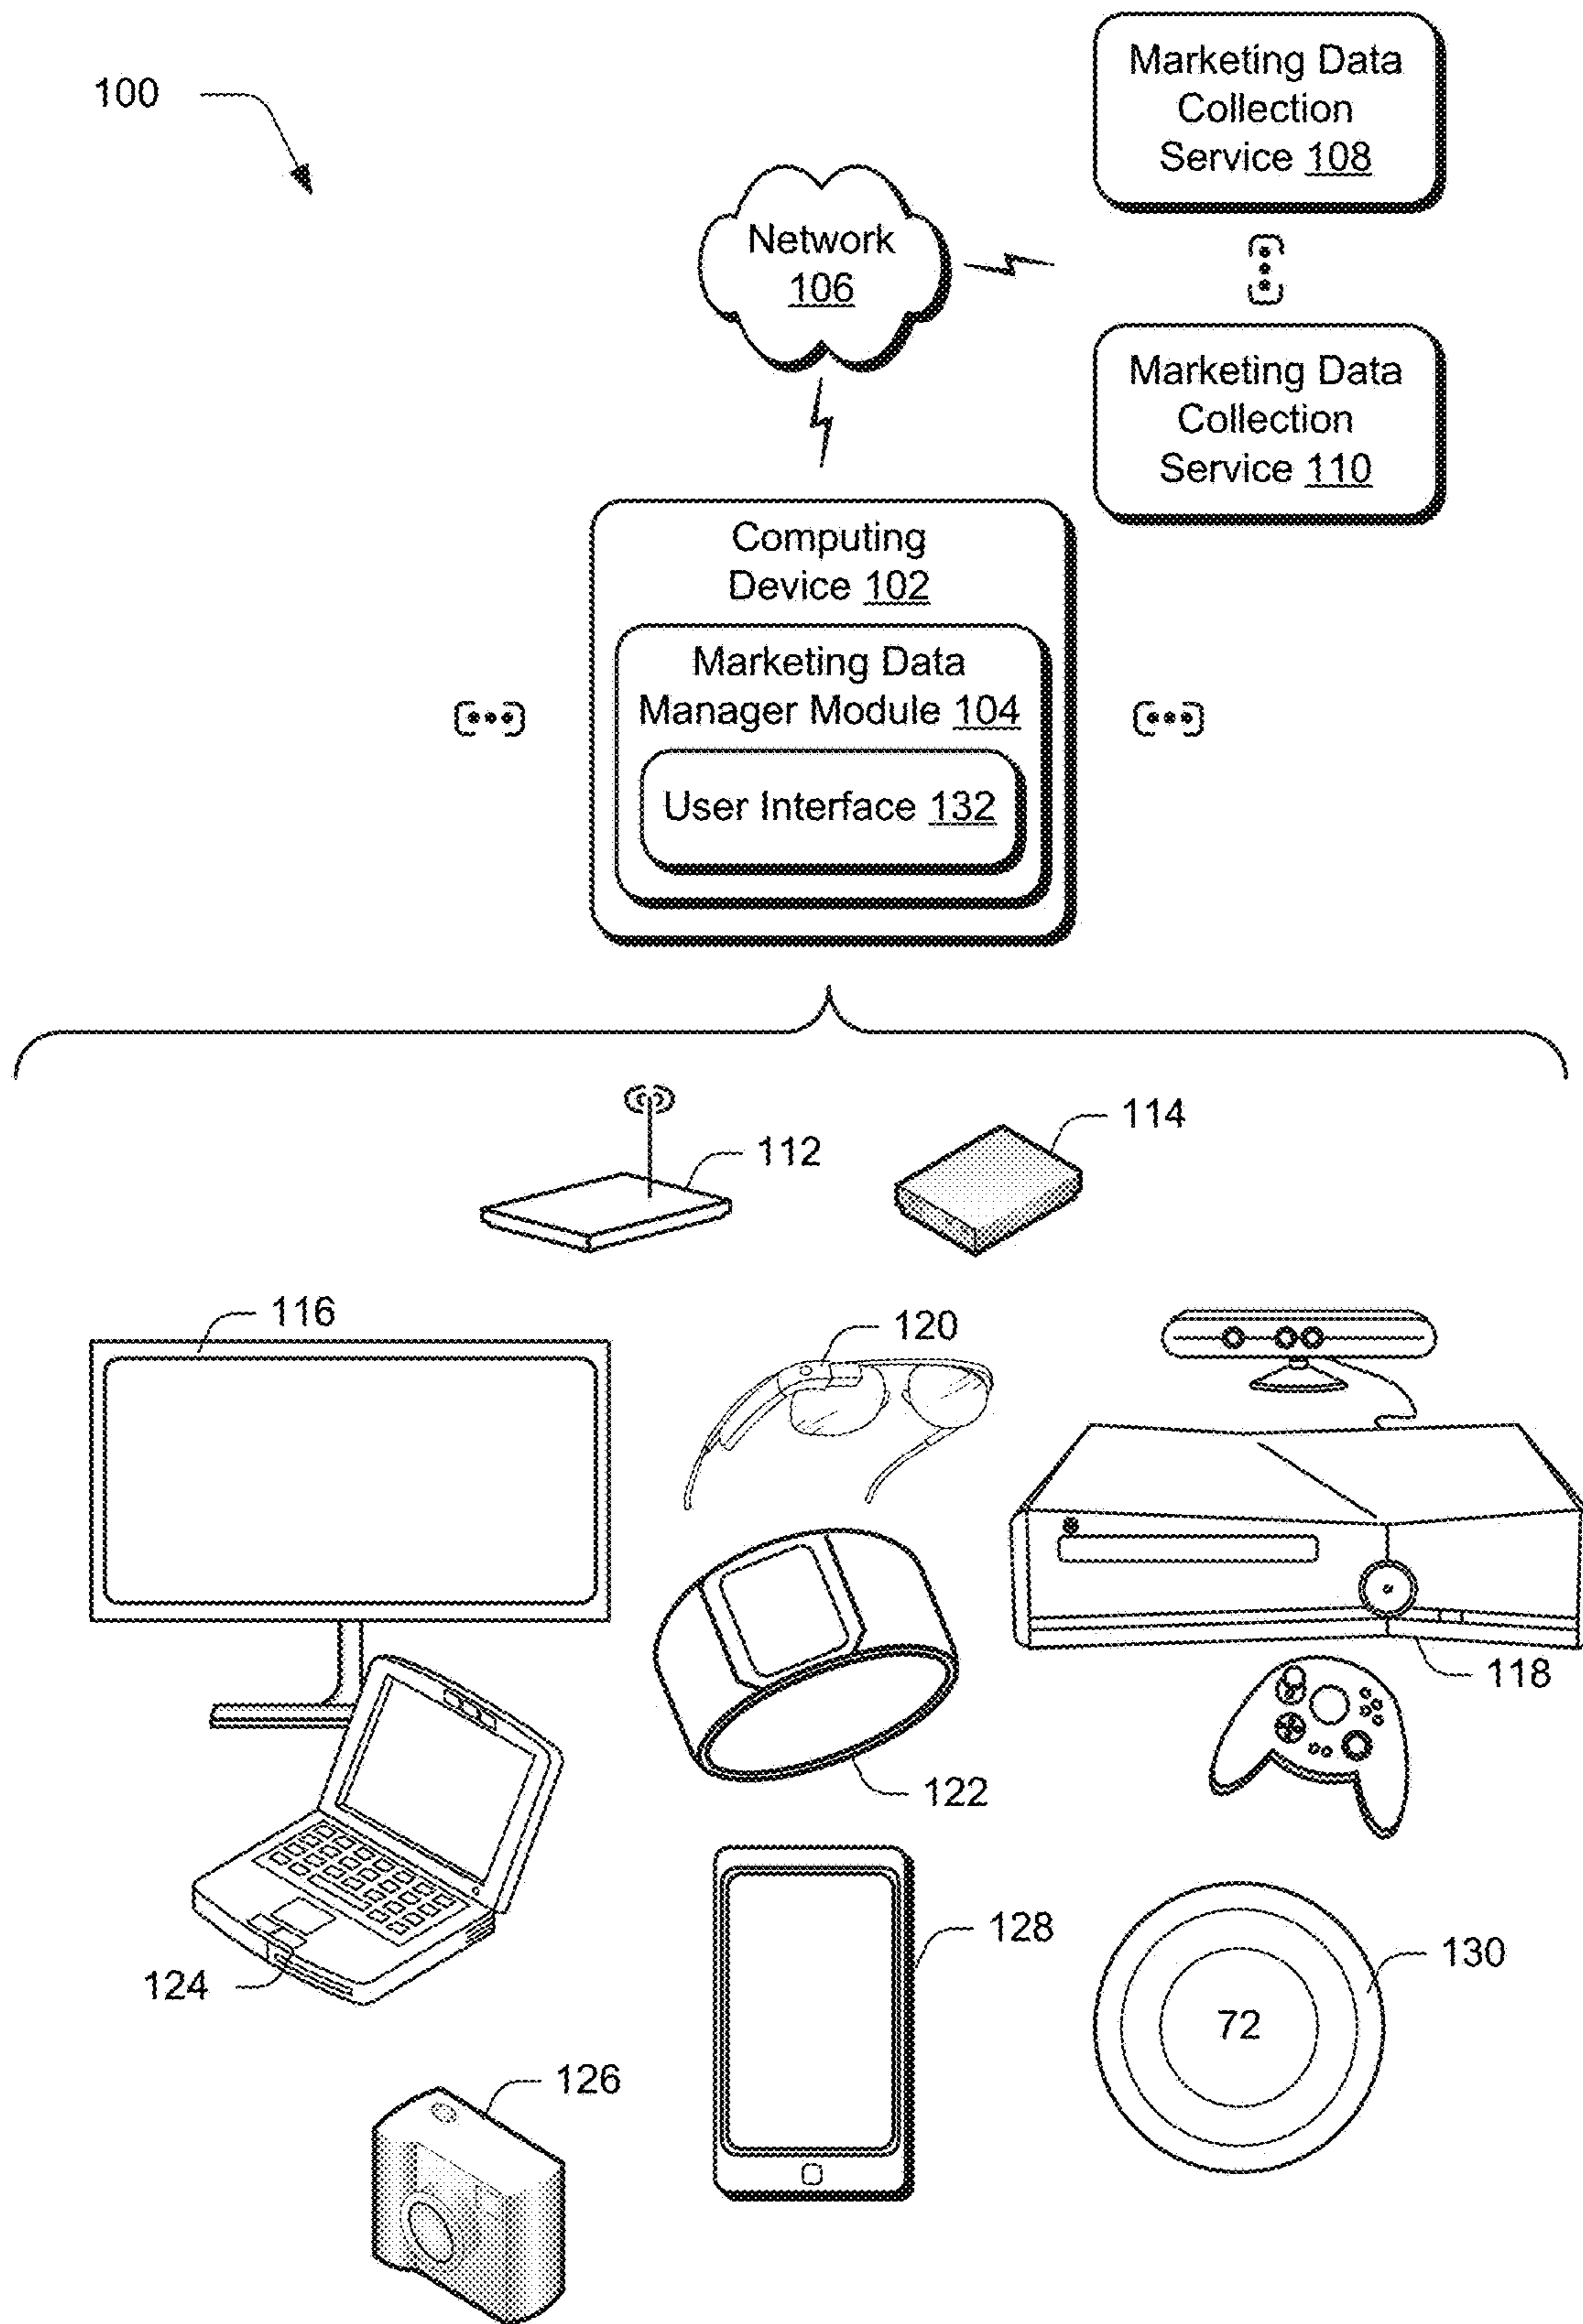 100
Marketing Data
Collection
Service 108
Network
106
Marketing Data
Collection
Service 110
Computing
Device 102
Marketing Data
Manager Module 104
User Interface 132
112
114
116
120
118
122
124
128
130
72
126